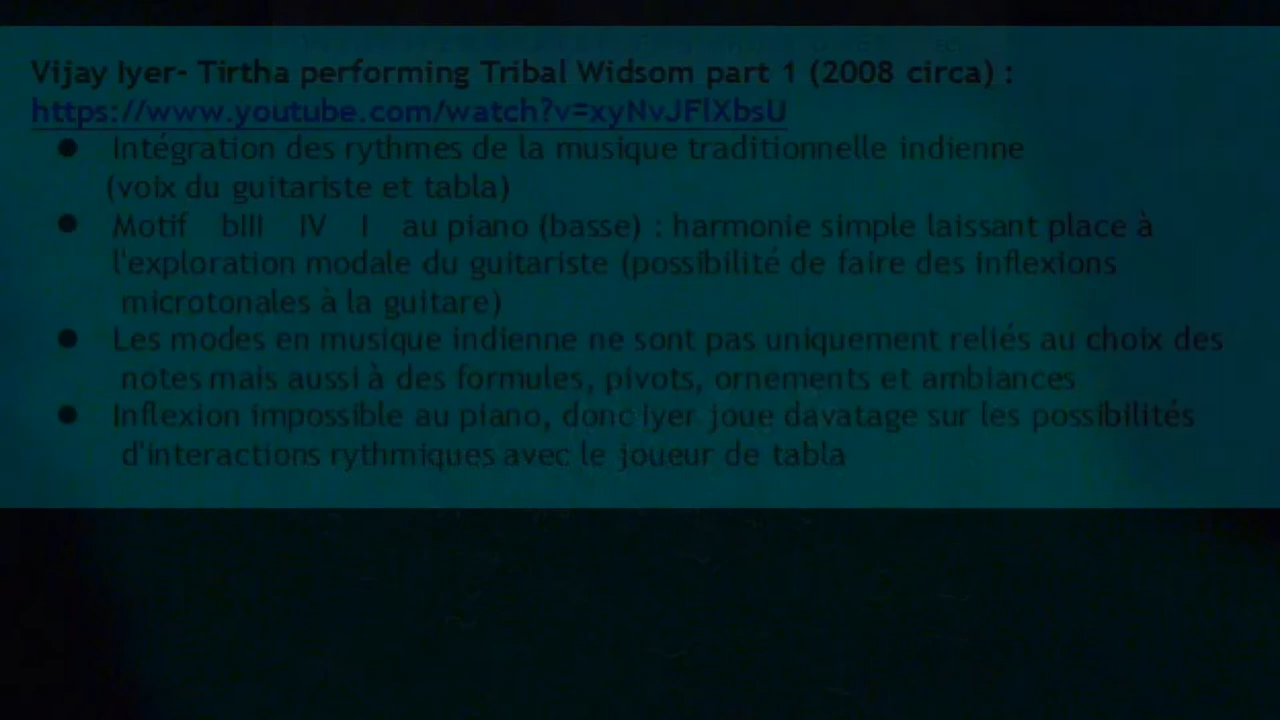 Vijay Iyer- Tirtha performing Tribal Widsom part 1 (2008 circa) :
https://www.youtube.com/watch?v=xyNvJFlXbsU
● Intégration des rythmes de la musique traditionnelle indienne
(voix du guitariste et tabla)
● Motif bIII IV I au piano (basse) : harmonie simple laissant place à
l'exploration modale du guitariste (possibilité de faire des inflexions
microtonales à la guitare)
● Les modes en musique indienne ne sont pas uniquement reliés au choix des
notes mais aussi à des formules, pivots, ornements et ambiances
● Inflexion impossible au piano, donc Iyer joue davatage sur les possibilités
d'interactions rythmiques avec le joueur de tabla